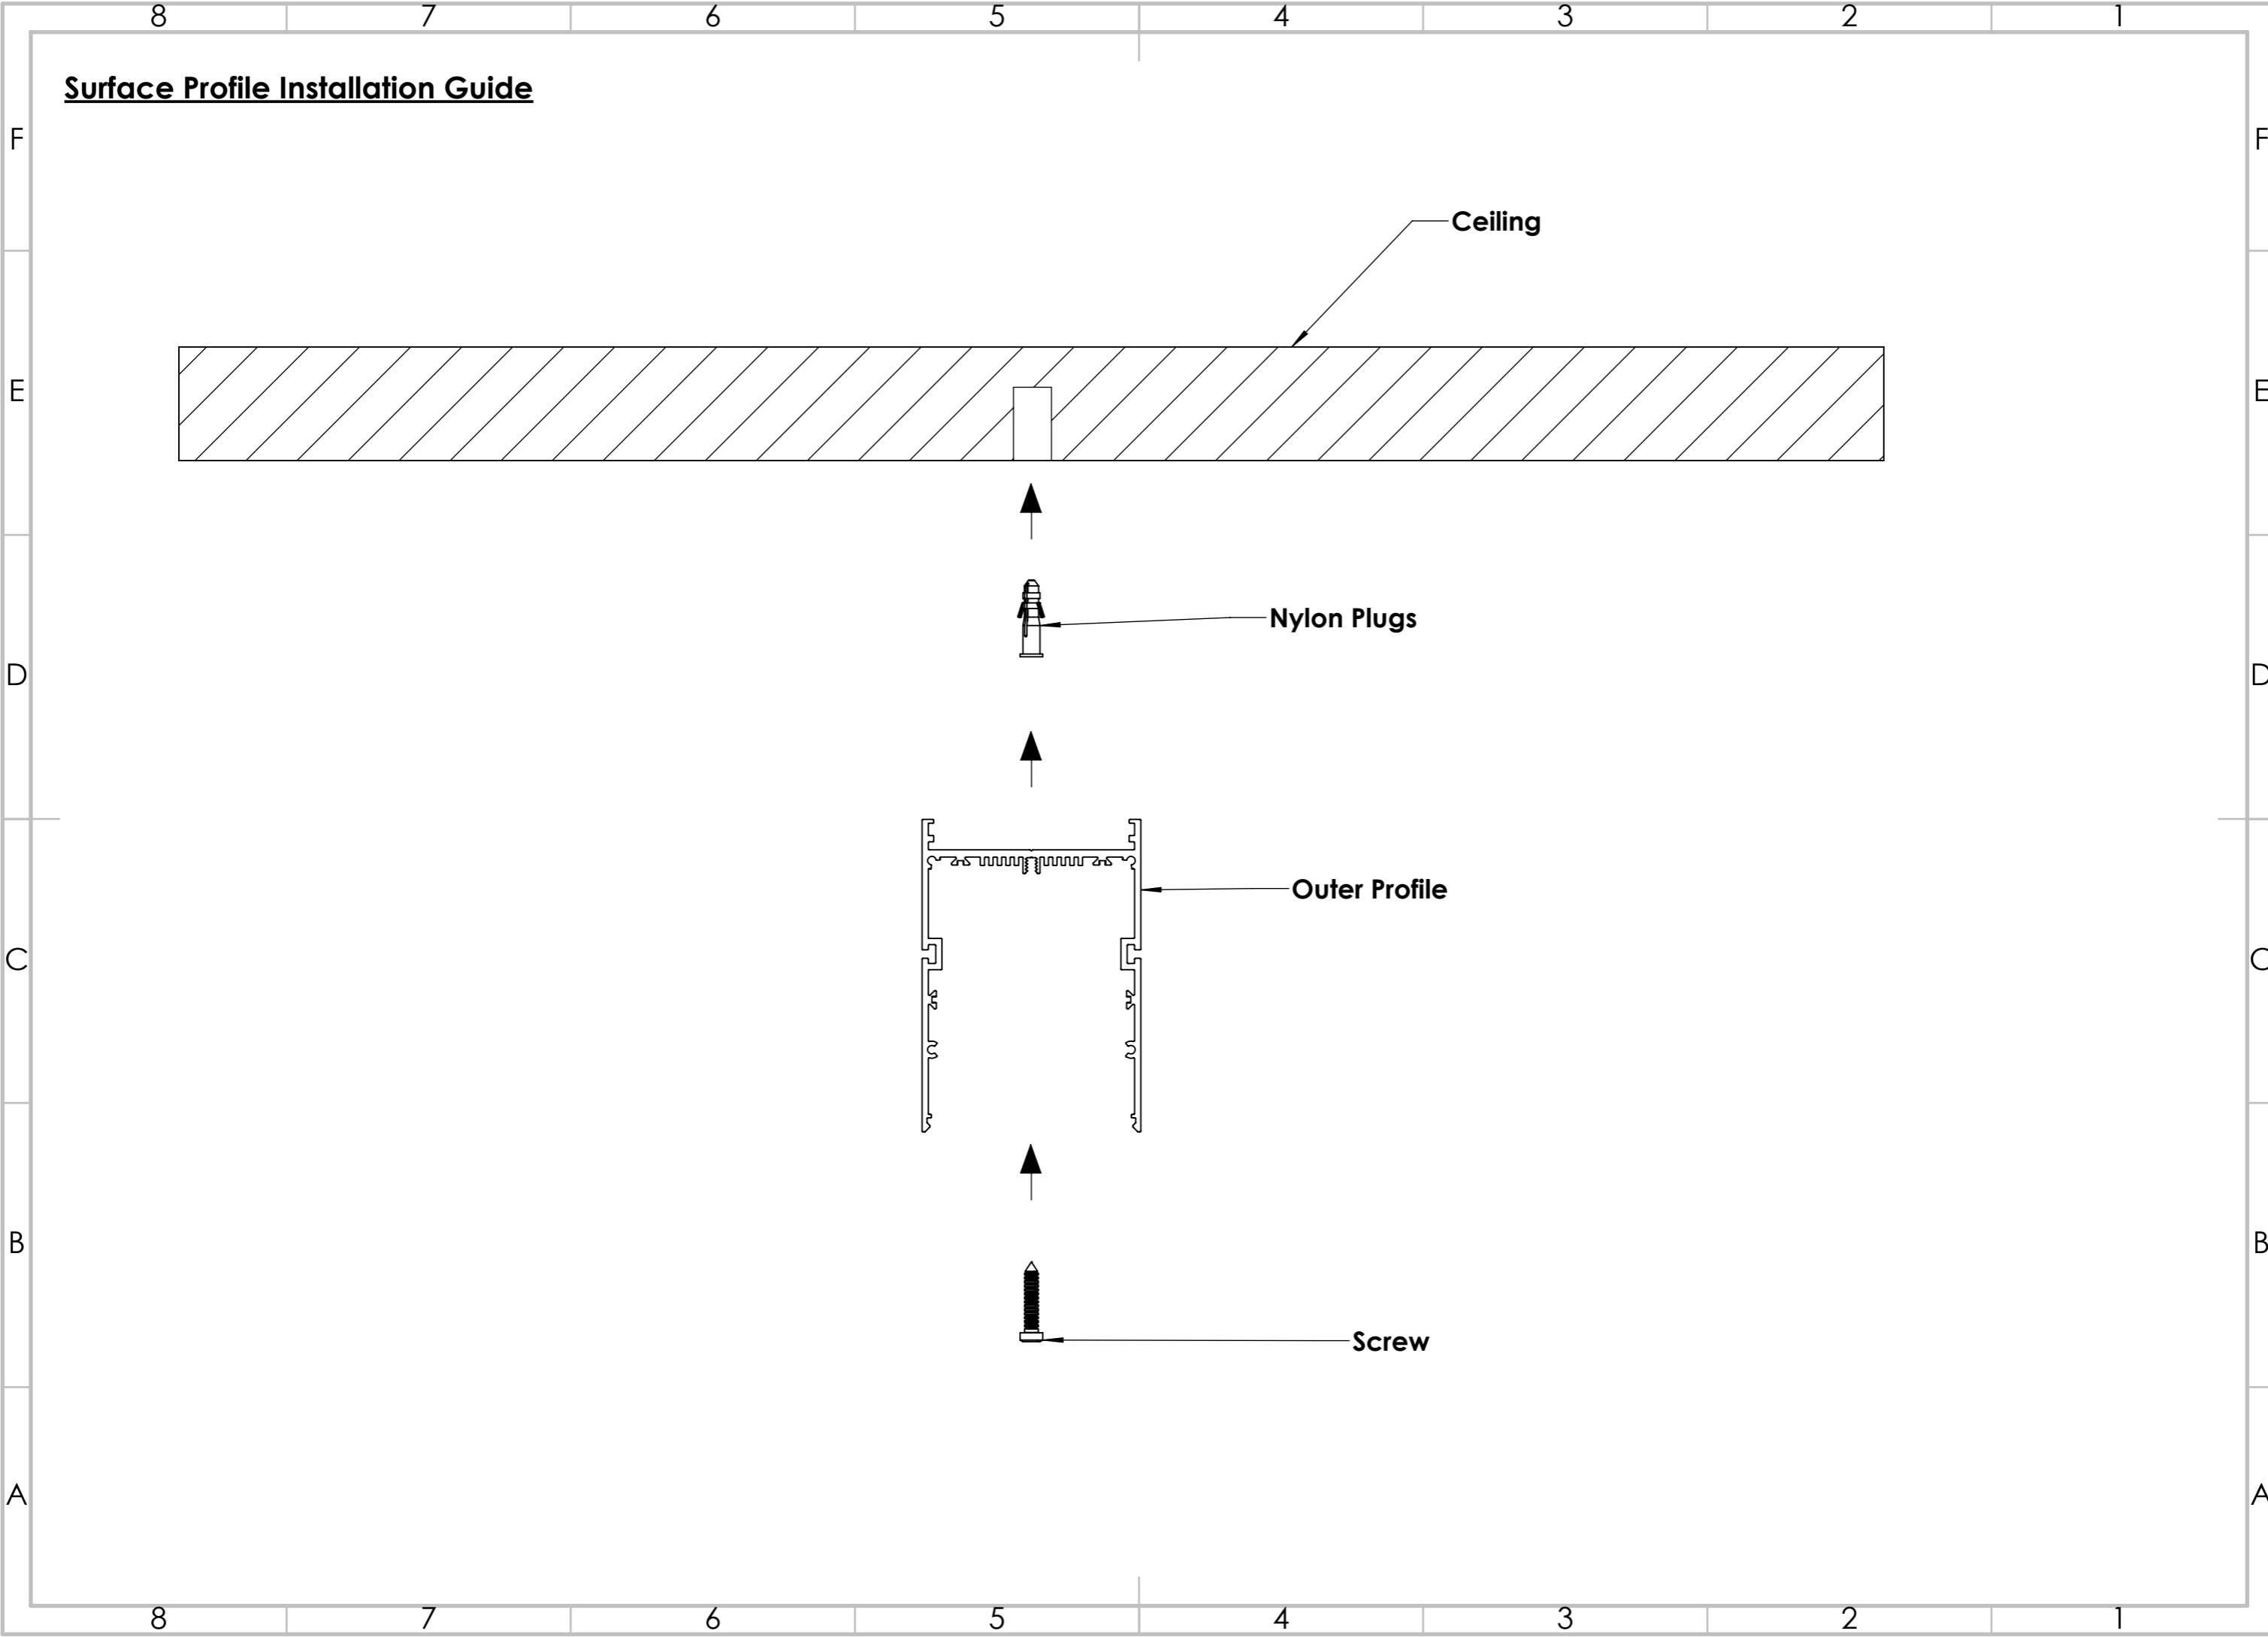 8 7 6 5 4 3 2 1
Surface Profile Installation Guide
F F
Ceiling
E E
Nylon Plugs
D D
Outer Profile
C C
B B
Screw
A A
8 7 6 5 4 3 2 1